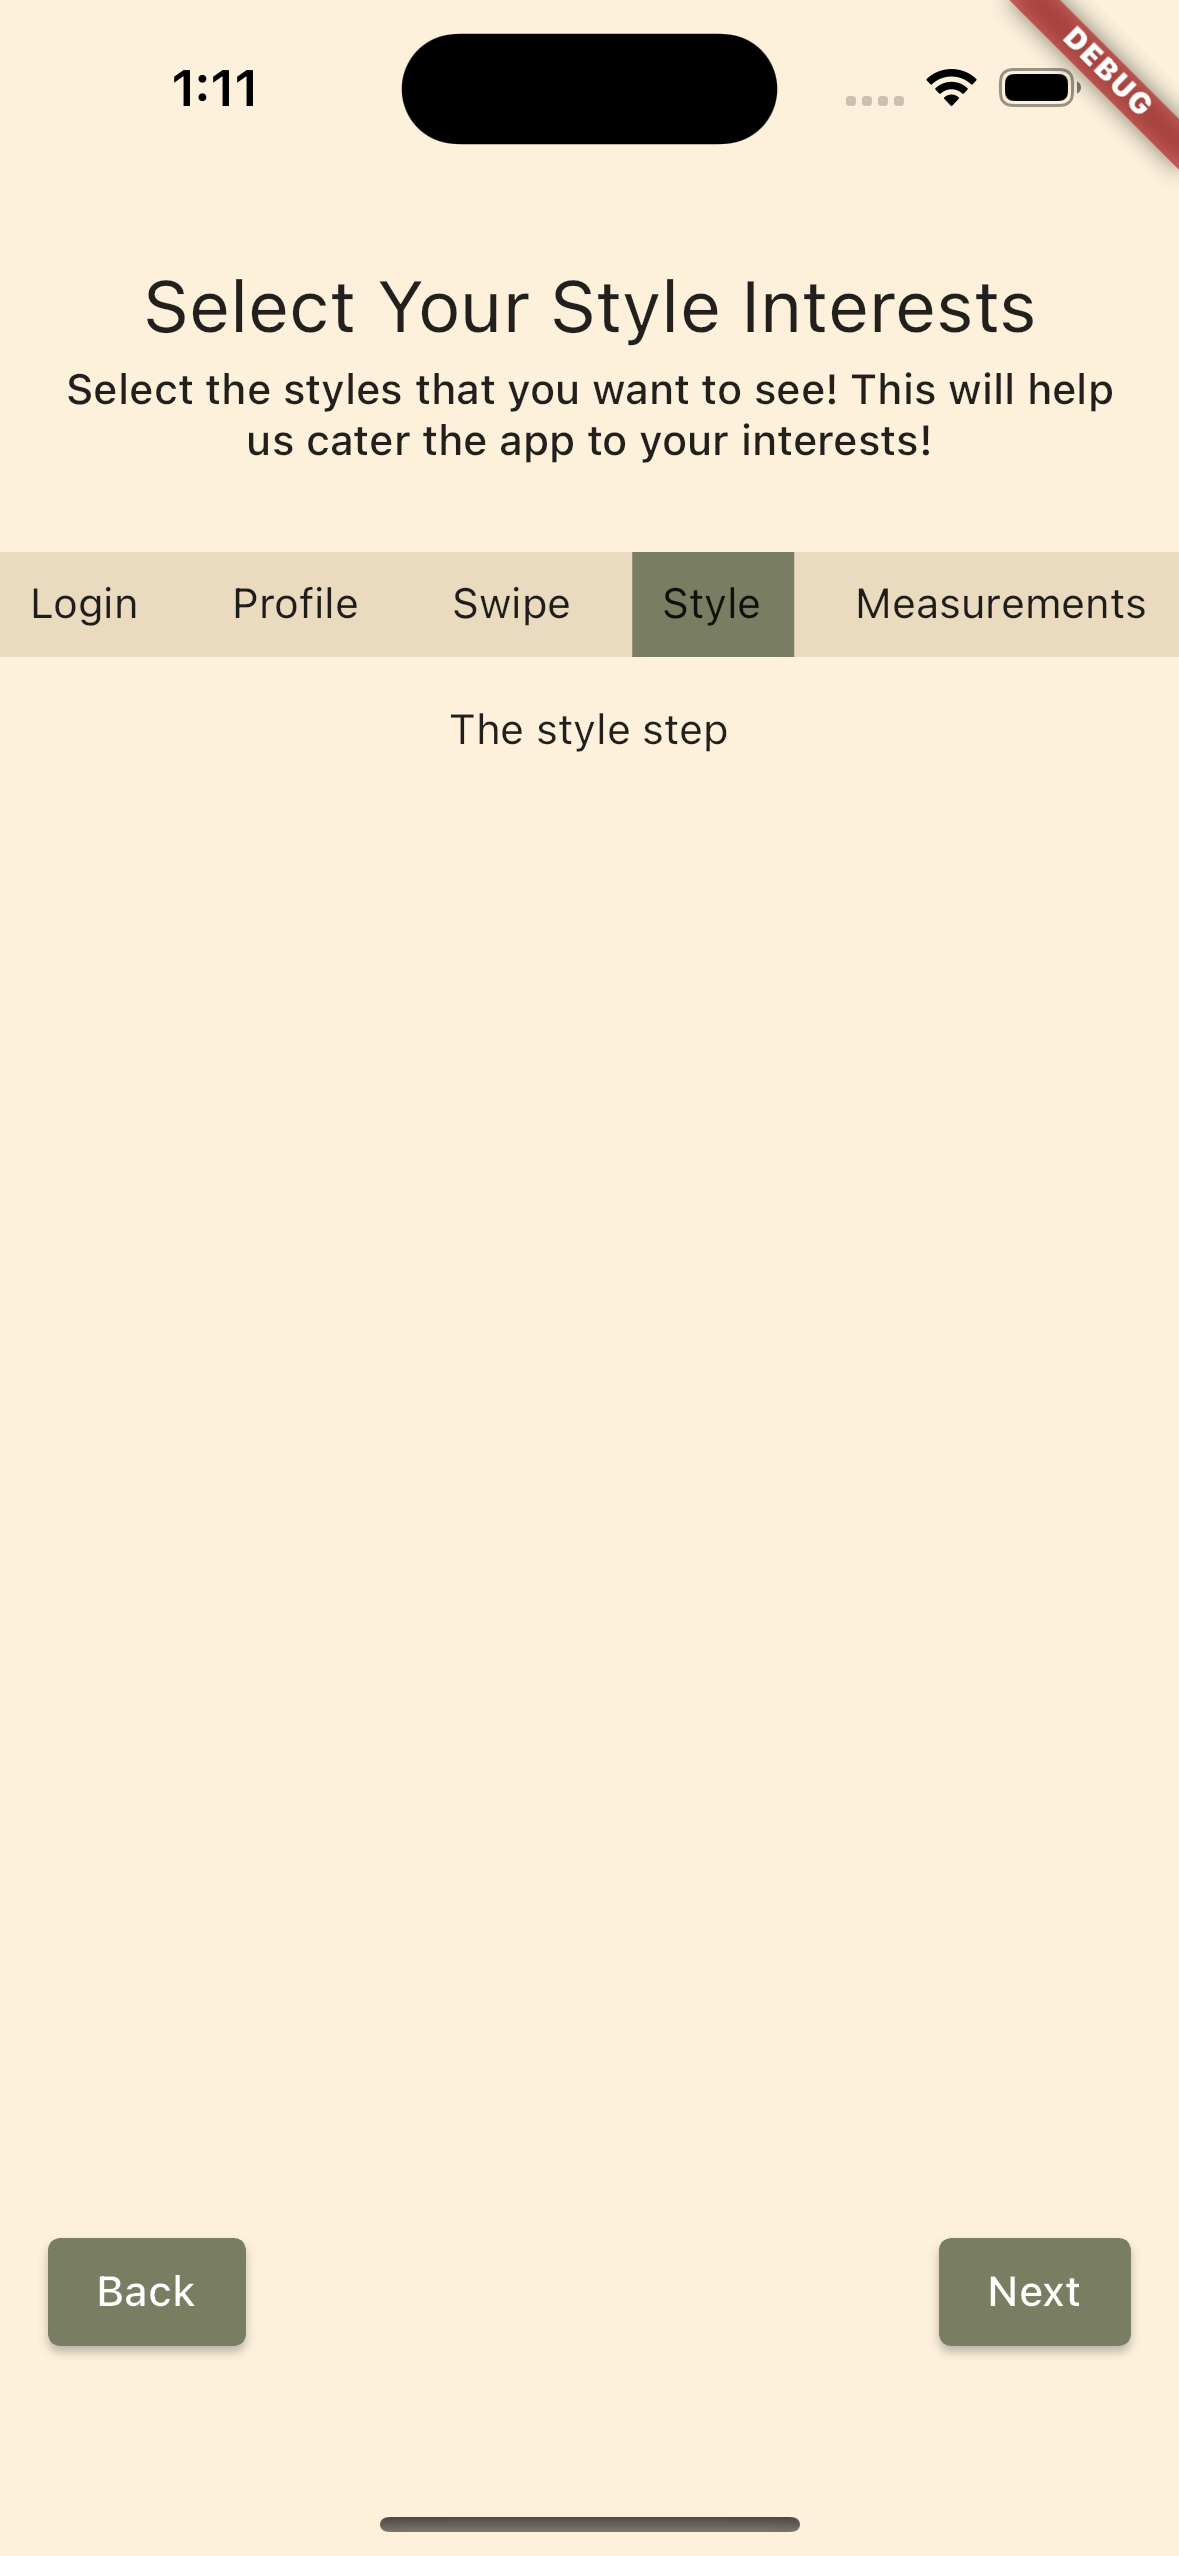 1:11
DEBUG
Select Your Style Interests
Select the styles that you want to see! This will help
us cater the app to your interests!
Login Profile Swipe Style Measurements
The style step
Back Next